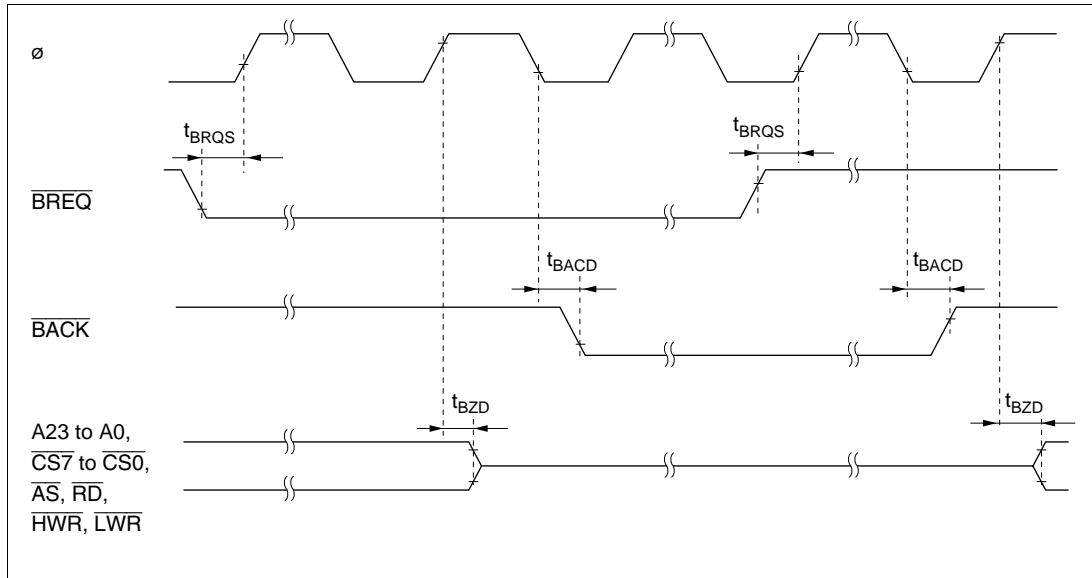 ø
tBRQS
tBRQS
BREQ
tBACD
tBACD
BACK
tBZD
tBZD
A23 to A0,
CS7 to CS0,
AS, RD,
HWR, LWR